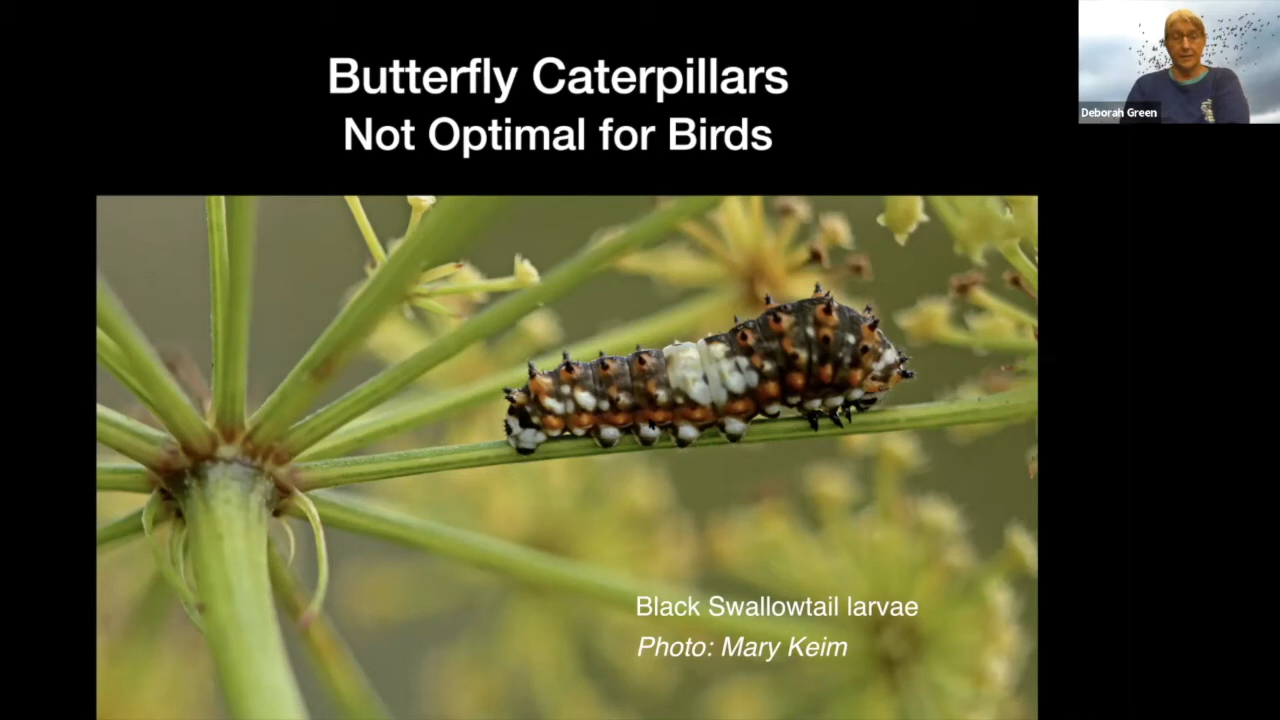 Butterfly Caterpillars
Not Optimal for Birds
Deborah Green
Black Swallowtail larvae
Photo: Mary Keim